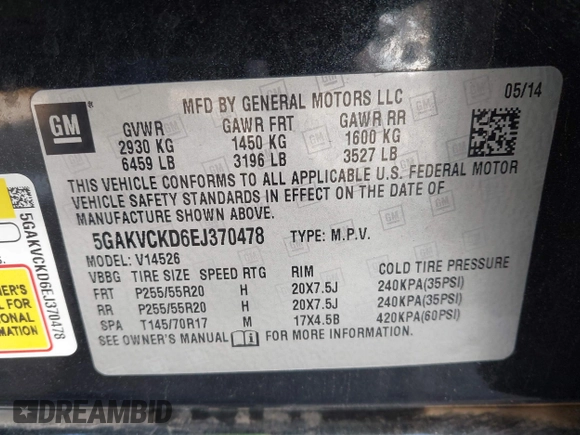 GM
MFD BY GENERAL MOTORS LLC
05/14
GVWR GAWR FRT GAWR RR
2930 KG 1450 KG 1600 KG
6459 LB 3196 LB 3527 LB
THIS VEHICLE CONFORMS TO ALL APPLICABLE U.S. FEDERAL MOTOR
VEHICLE SAFETY STANDARDS IN EFFECT ON THE DATE OF
MANUFACTURE SHOWN ABOVE.
5GAKVCKD6EJ370478 TYPE: M.P.V.
MODEL: V14526
VBBG TIRE SIZE SPEED RTG RIM COLD TIRE PRESSURE
FRT P255/55R20 H 20X7.5J 240KPA(35PSI)
RR P255/55R20 H 20X7.5J 240KPA(35PSI)
SPA T145/70R17 M 17X4.5B 420KPA(60PSI)
SEE OWNER'S MANUAL FOR MORE INFORMATION.
5GAKVCKD6EJ370478
NER'S
L FOR
IONAL
MATION
DREAMBID